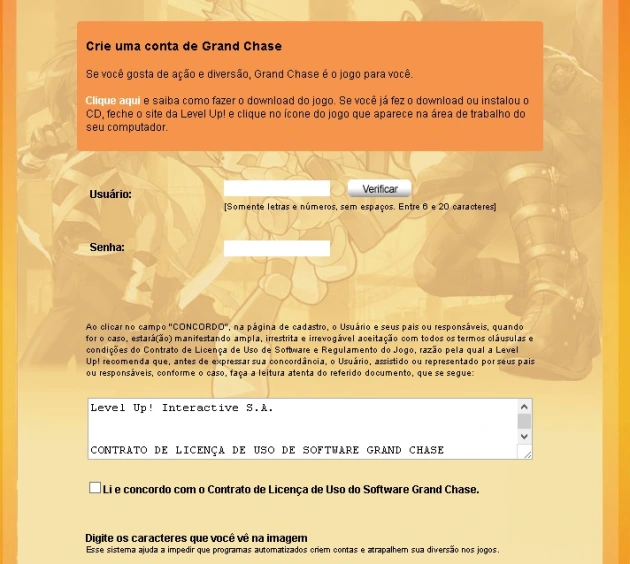 Crie uma conta de Grand Chase
Se você gosta de ação e diversão, Grand Chase é o jogo para você.
Clique aqui e saiba como fazer o download do jogo. Se você já fez o download ou instalou o
CD, feche o site da Level Up! e clique no ícone do jogo que aparece na área de trabalho do
seu computador.
Usuário:
Verificar
[Somente letras e números, sem espaços. Entre 6 e 20 caracteres]
Senha:
Ao clicar no campo "CONCORDO", na página de cadastro, o Usuário e seus pais ou responsáveis, quando
for o caso, estará(ão) manifestando ampla, irrestrita e irrevogável aceitação com todos os termos cláusulas e
condições do Contrato de Licença de Uso de Software e Regulamento do Jogo, razão pela qual a Level
Up! recomenda que, antes de expressar sua concordância, o Usuário, assistido ou representado por seus pais
ou responsáveis, conforme o caso, faça a leitura atenta do referido documento, que se segue:
Level Up! Interactive S.A.
CONTRATO DE LICENÇA DE USO DE SOFTWARE GRAND CHASE
Li e concordo com o Contrato de Licença de Uso do Software Grand Chase.
Digite os caracteres que você vê na imagem
Esse sistema ajuda a impedir que programas automatizados criem contas e atrapalhem sua diversão nos jogos.